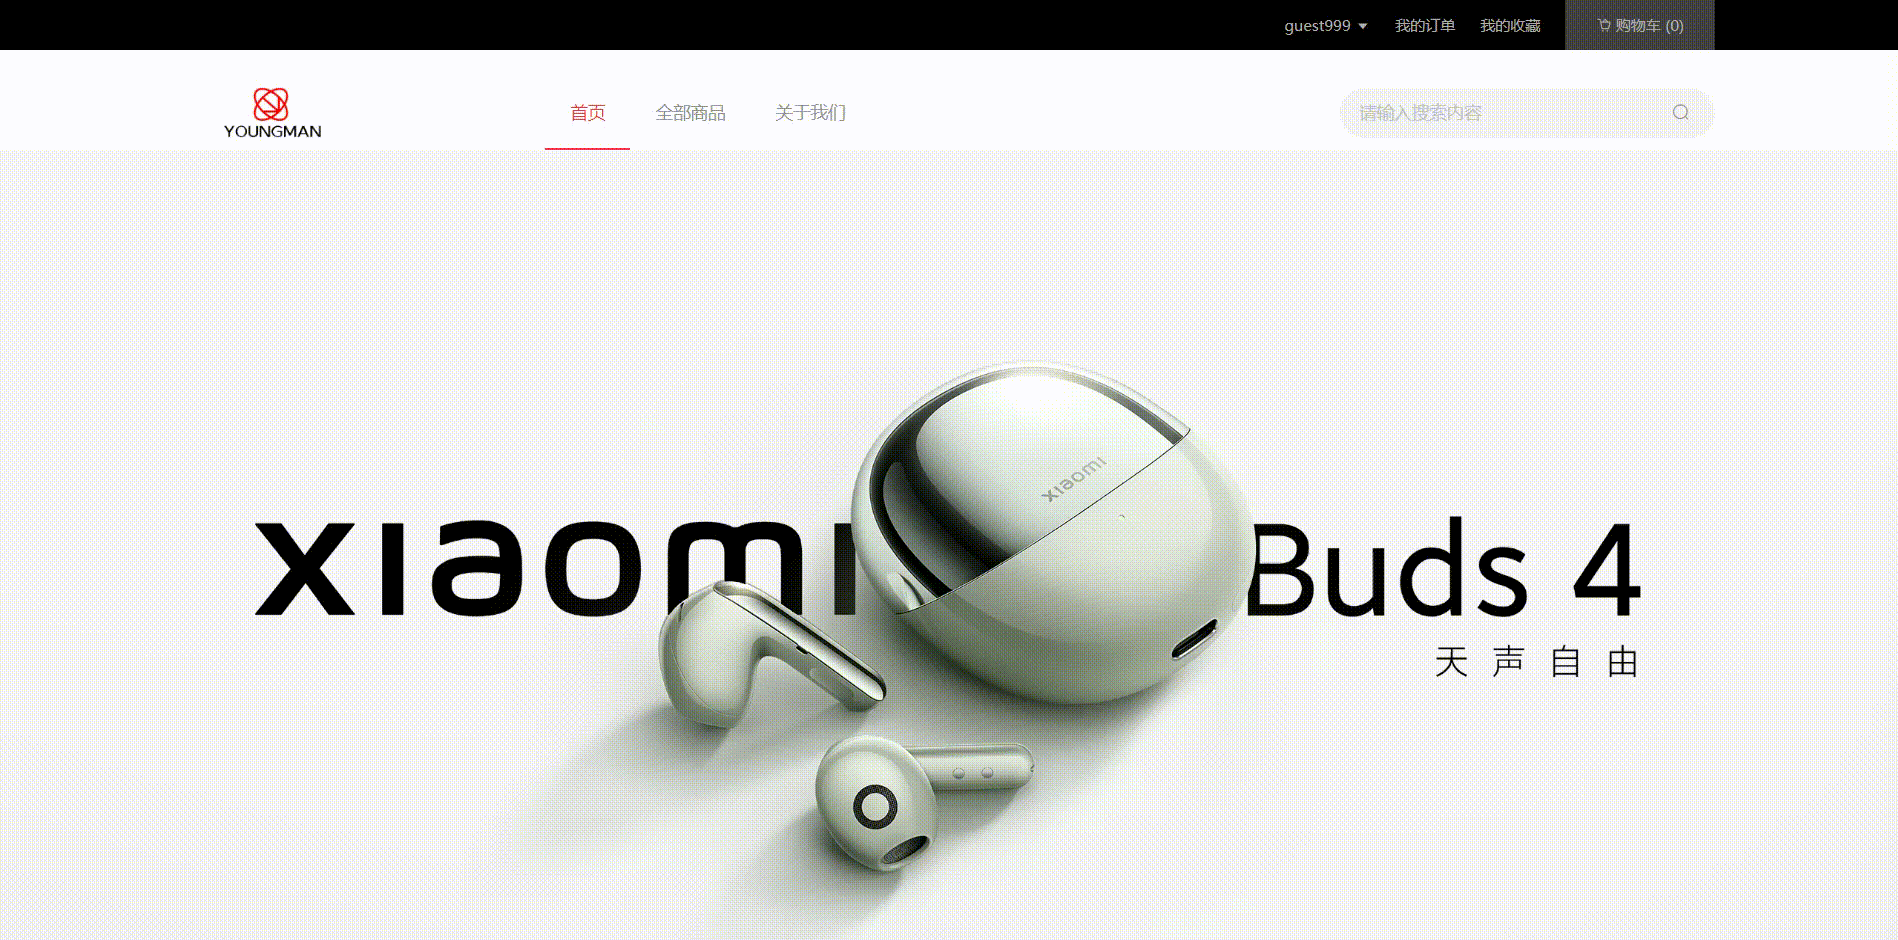 guest999 我的订单 我的收藏 购物车 (0)
YOUNGMAN
首页 全部商品 关于我们 请输入搜索内容
xiaomi
xiaomi Buds 4
天声自由